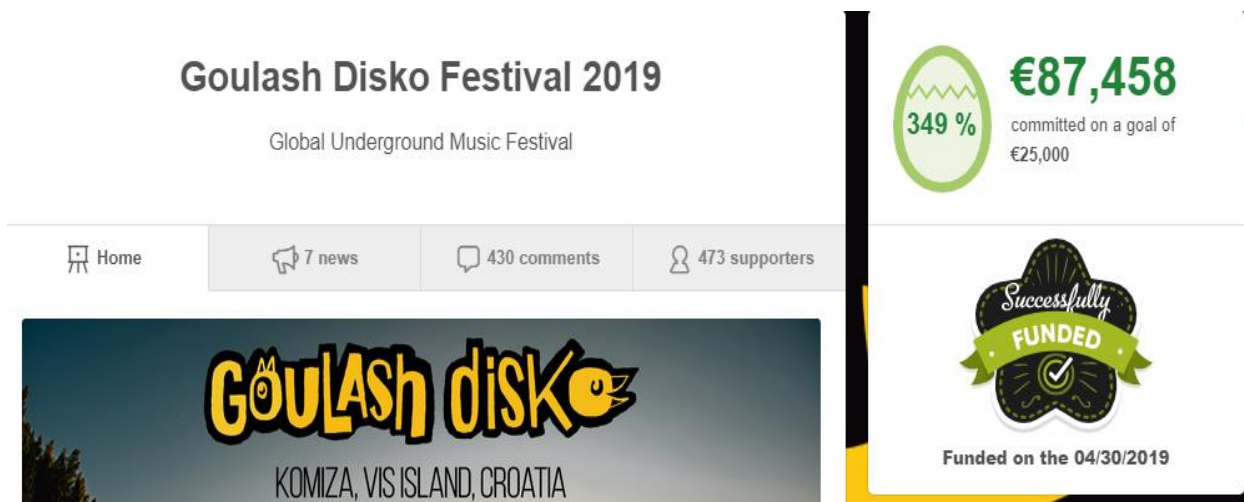 Goulash Disko Festival 2019
Global Underground Music Festival
Home
7 news
430 comments
473 supporters
GOULASH disKo
KOMIZA, VIS ISLAND, CROATIA
349 %
€87,458
committed on a goal of
€25,000
Successfully
FUNDED
Funded on the 04/30/2019